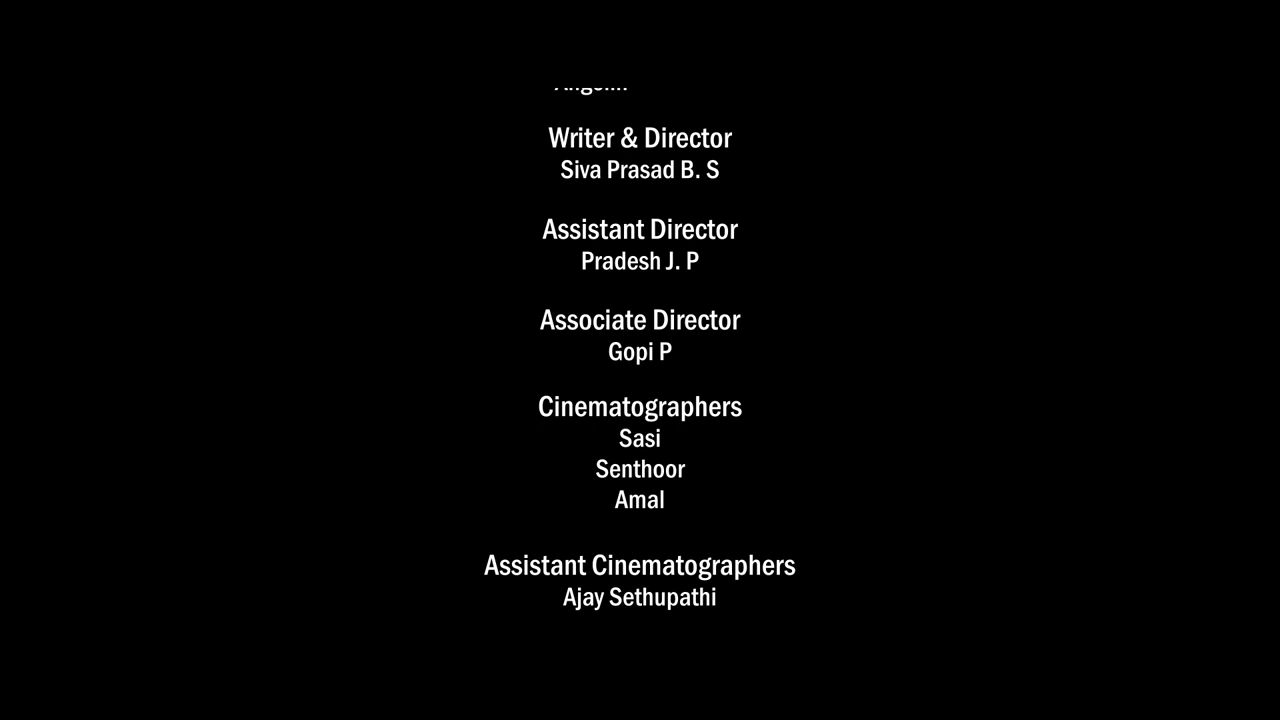 Writer & Director
Siva Prasad B. S
Assistant Director
Pradesh J. P
Associate Director
Gopi P
Cinematographers
Sasi
Senthoor
Amal
Assistant Cinematographers
Ajay Sethupathi